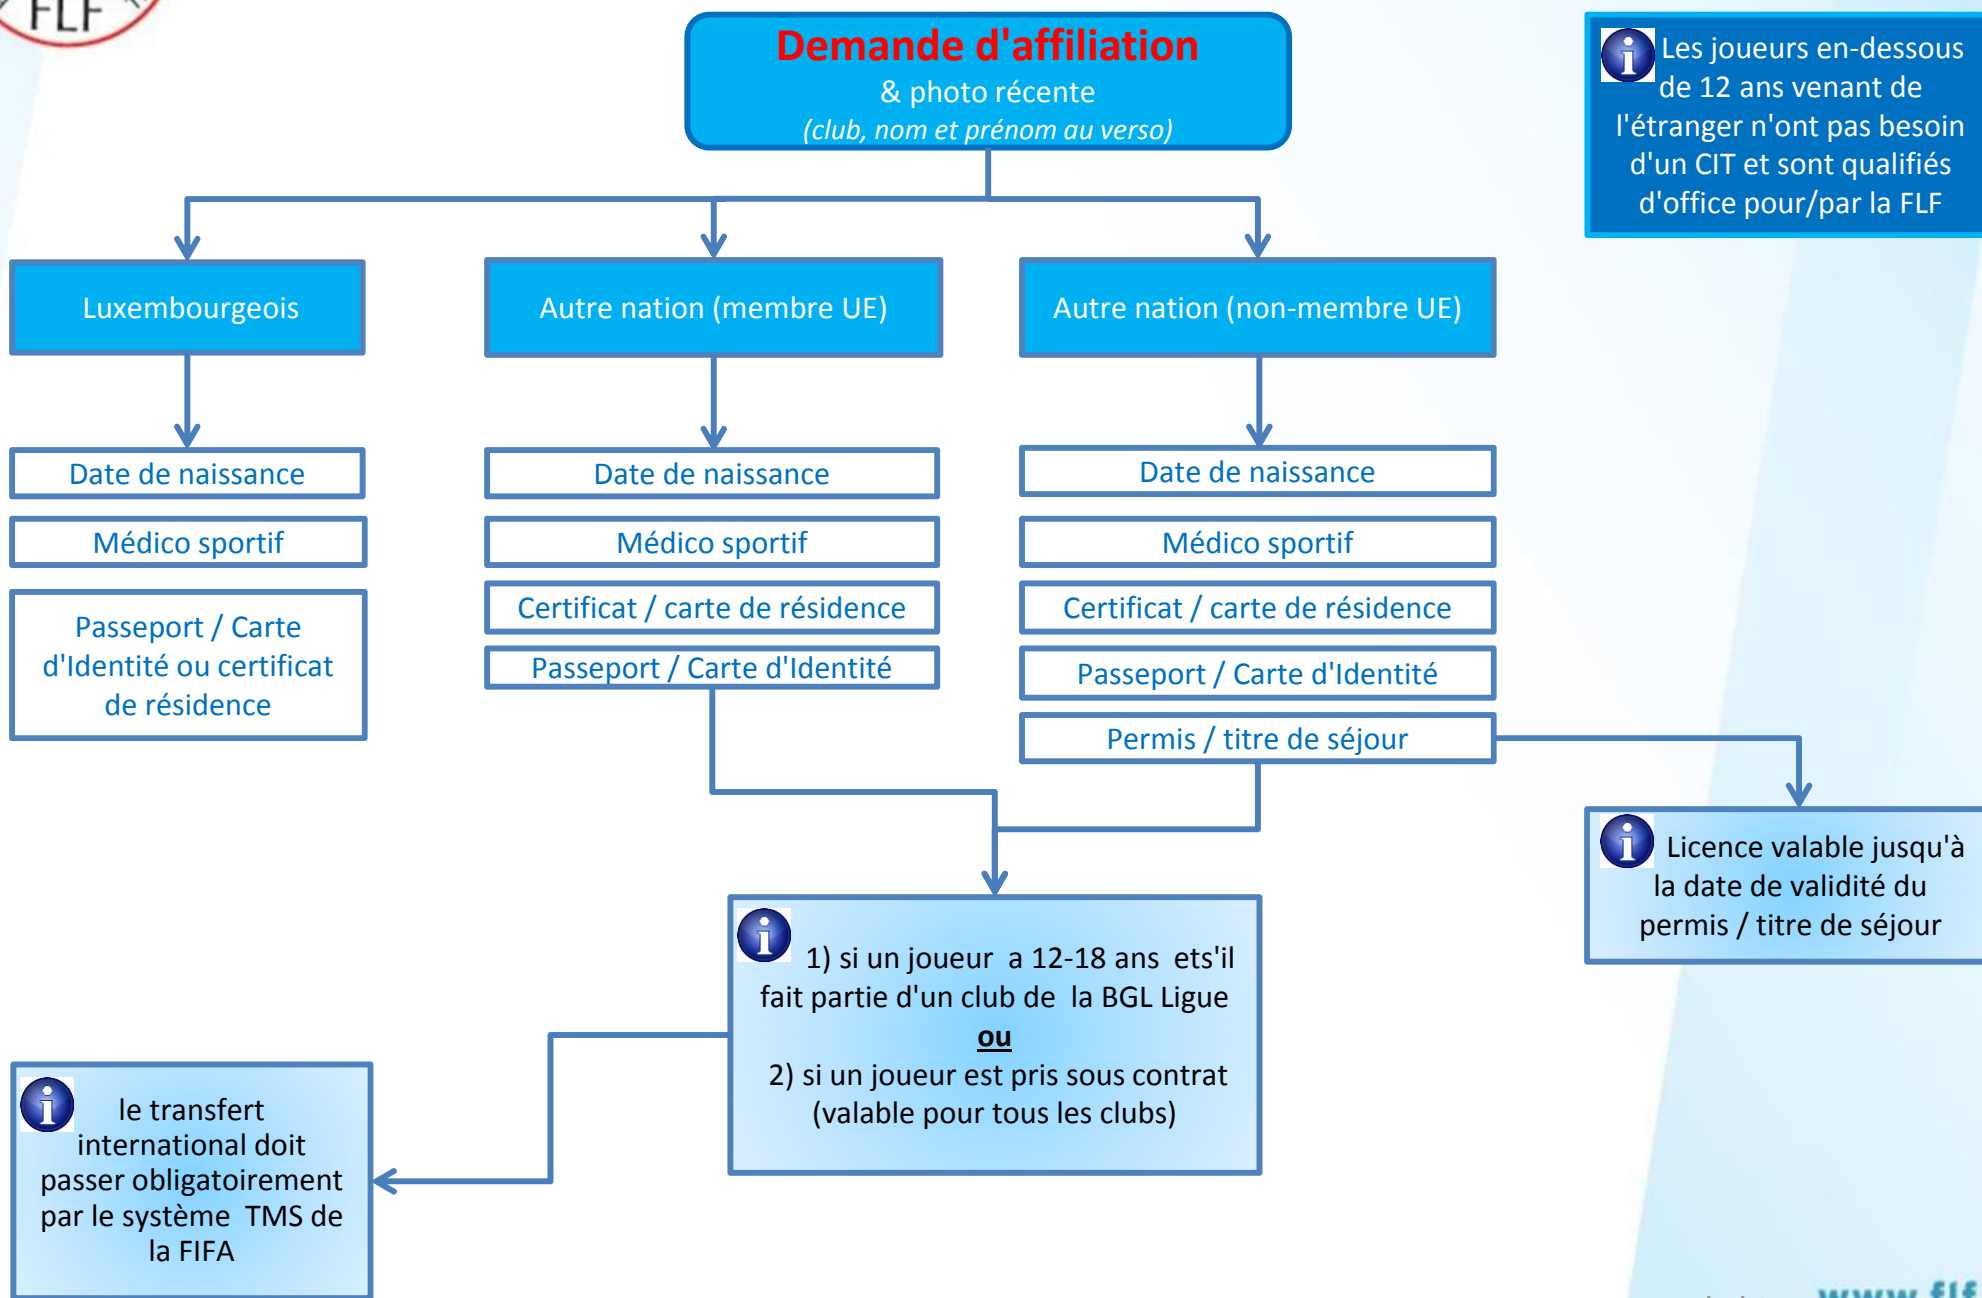 FLF
Demande d'affiliation
& photo récente
(club, nom et prénom au verso)
Les joueurs en-dessous
de 12 ans venant de
l'étranger n'ont pas besoin
d'un CIT et sont qualifiés
d'office pour/par la FLF
Luxembourgeois
Autre nation (membre UE)
Autre nation (non-membre UE)
Date de naissance
Médico sportif
Passeport / Carte
d'Identité ou certificat
de résidence
Date de naissance
Médico sportif
Certificat / carte de résidence
Passeport / Carte d'Identité
Date de naissance
Médico sportif
Certificat / carte de résidence
Passeport / Carte d'Identité
Permis / titre de séjour
Licence valable jusqu'à
la date de validité du
permis / titre de séjour
1) si un joueur  a 12-18 ans  ets'il
fait partie d'un club de  la BGL Ligue
ou
2) si un joueur est pris sous contrat
(valable pour tous les clubs)
le transfert
international doit
passer obligatoirement
par le système  TMS de
la FIFA